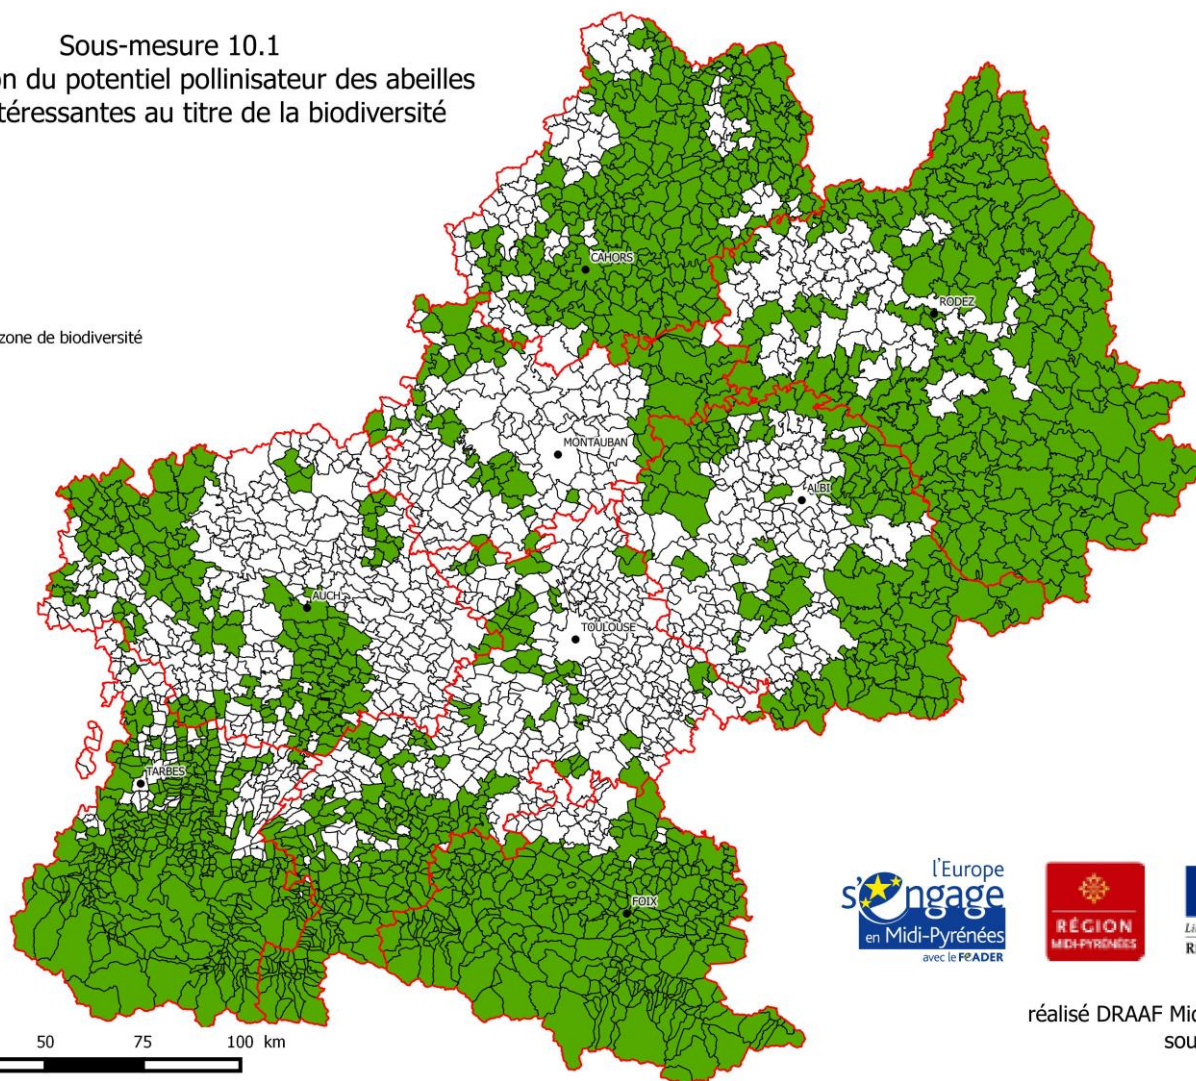 Sous-mesure 10.1
on du potentiel pollinisateur des abeilles
téressantes au titre de la biodiversité
zone de biodiversité
CAHORS
RODEZ
MONTAUBAN
ALBI
AUCH
TOULOUSE
TARBES
FOIX
l'Europe
s'engage
en Midi-Pyrénées
avec le FEADER
RÉGION
MIDI-PYRÉNÉES
50 75 100 km
réalisé DRAAF Mid
sou